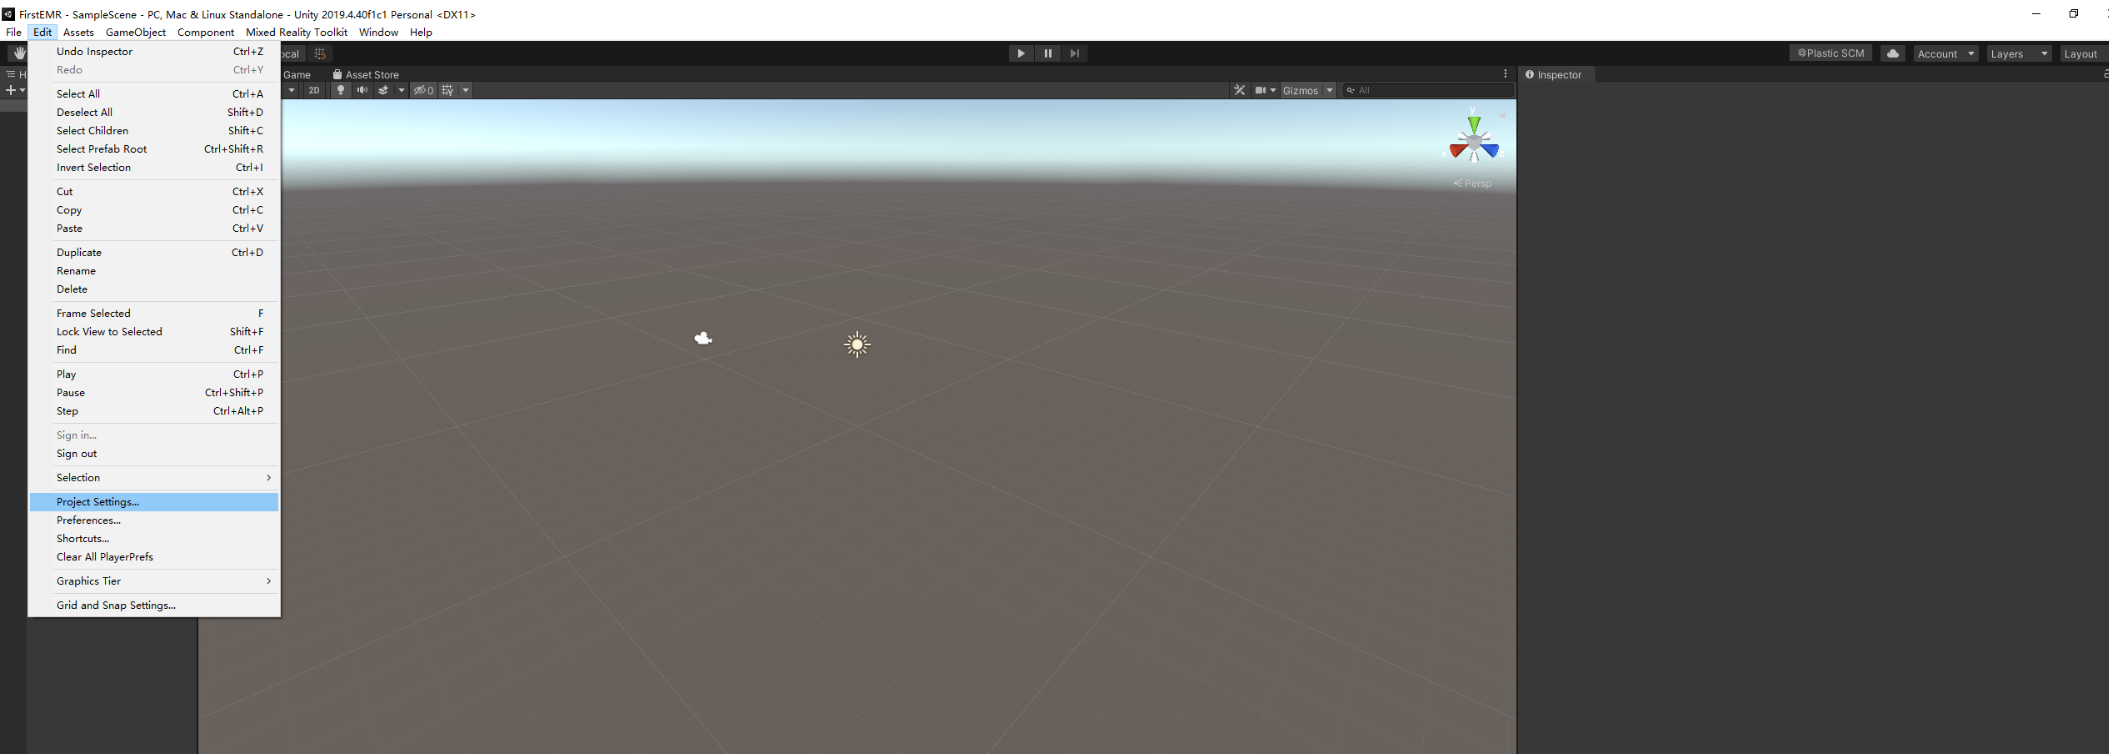 FirstEMR - SampleScene - PC, Mac & Linux Standalone - Unity 2019.4.40f1c1 Personal <DX11>
File Edit Assets GameObject Component Mixed Reality Toolkit Window Help
ocal Plastic SCM Account Layers Layout
H Game Asset Store Inspector
2D 0 Gizmos All
Undo Inspector Ctrl+Z
Redo Ctrl+Y
Select All Ctrl+A
Deselect All Shift+D
Select Children Shift+C
Select Prefab Root Ctrl+Shift+R
Invert Selection Ctrl+I
Cut Ctrl+X
Copy Ctrl+C
Paste Ctrl+V
Duplicate Ctrl+D
Rename
Delete
Frame Selected F
Lock View to Selected Shift+F
Find Ctrl+F
Play Ctrl+P
Pause Ctrl+Shift+P
Step Ctrl+Alt+P
Sign in...
Sign out
Selection
Project Settings...
Preferences...
Shortcuts...
Clear All PlayerPrefs
Graphics Tier
Grid and Snap Settings...
y
Persp